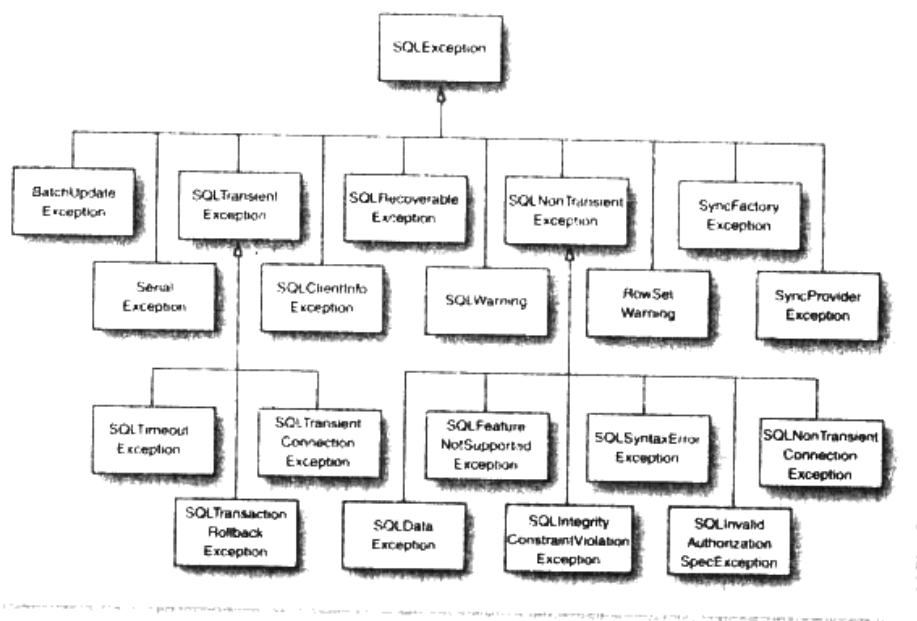 SQLException
BatchUpdate
Exception
SQLTransient
Exception
SQLRecoverable
Exception
SQLNonTransient
Exception
SyncFactory
Exception
Serial
Exception
SQLClientInfo
Exception
SQLWarning
RowSet
Warning
SyncProvider
Exception
SQLTimeout
Exception
SQLTransient
Connection
Exception
SQLFeature
NotSupported
Exception
SQLSyntaxError
Exception
SQLNonTransient
Connection
Exception
SQLTransaction
Rollback
Exception
SQLData
Exception
SQLIntegrity
ConstraintViolation
Exception
SQLInvalid
Authorization
SpecException